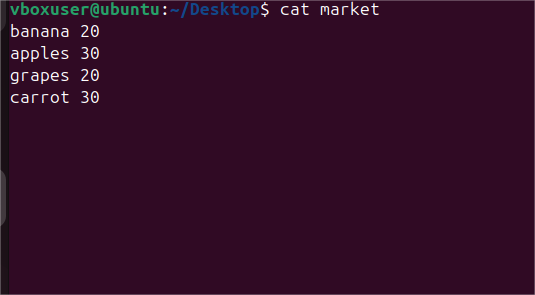 vboxuser@ubuntu:~/Desktop$ cat market
banana 20
apples 30
grapes 20
carrot 30